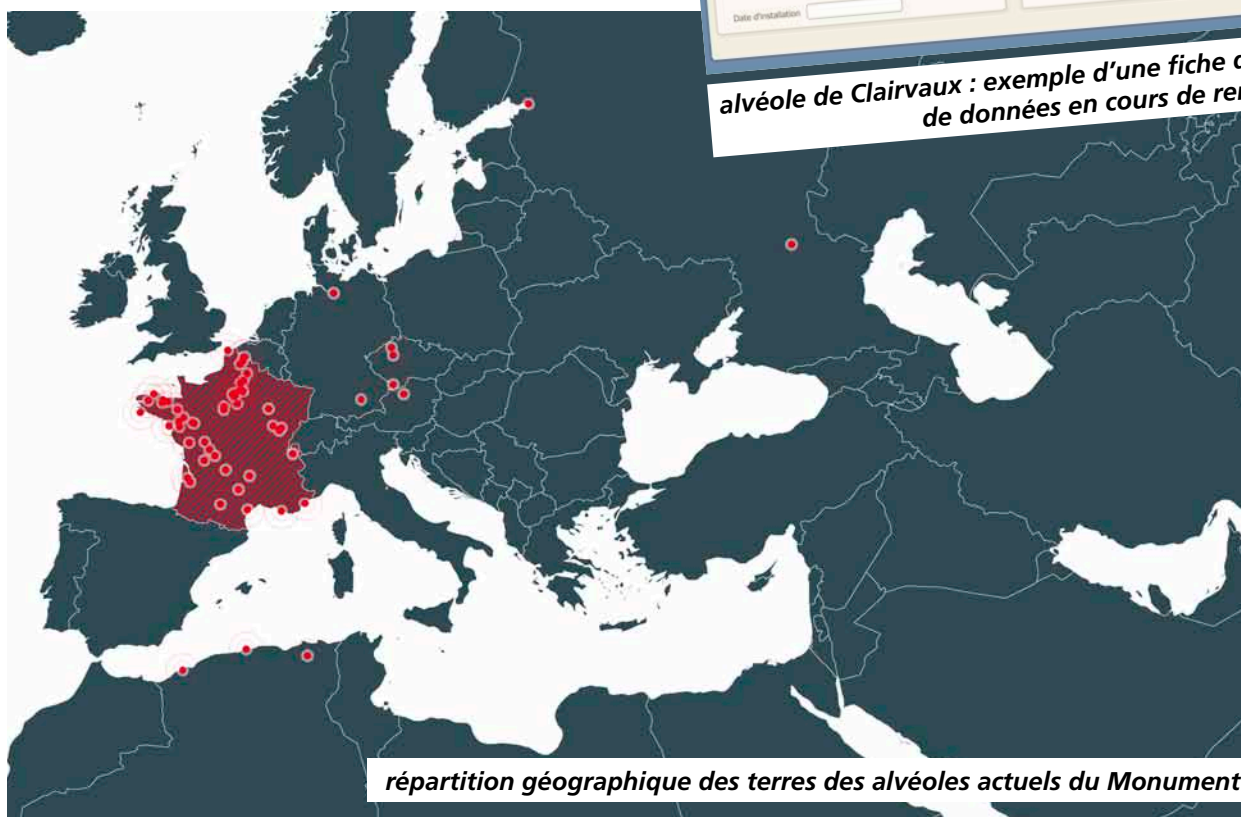 Date d'installation
alvéole de Clairvaux : exemple d'une fiche
de données en cours de
répartition géographique des terres des alvéoles actuels du Monument